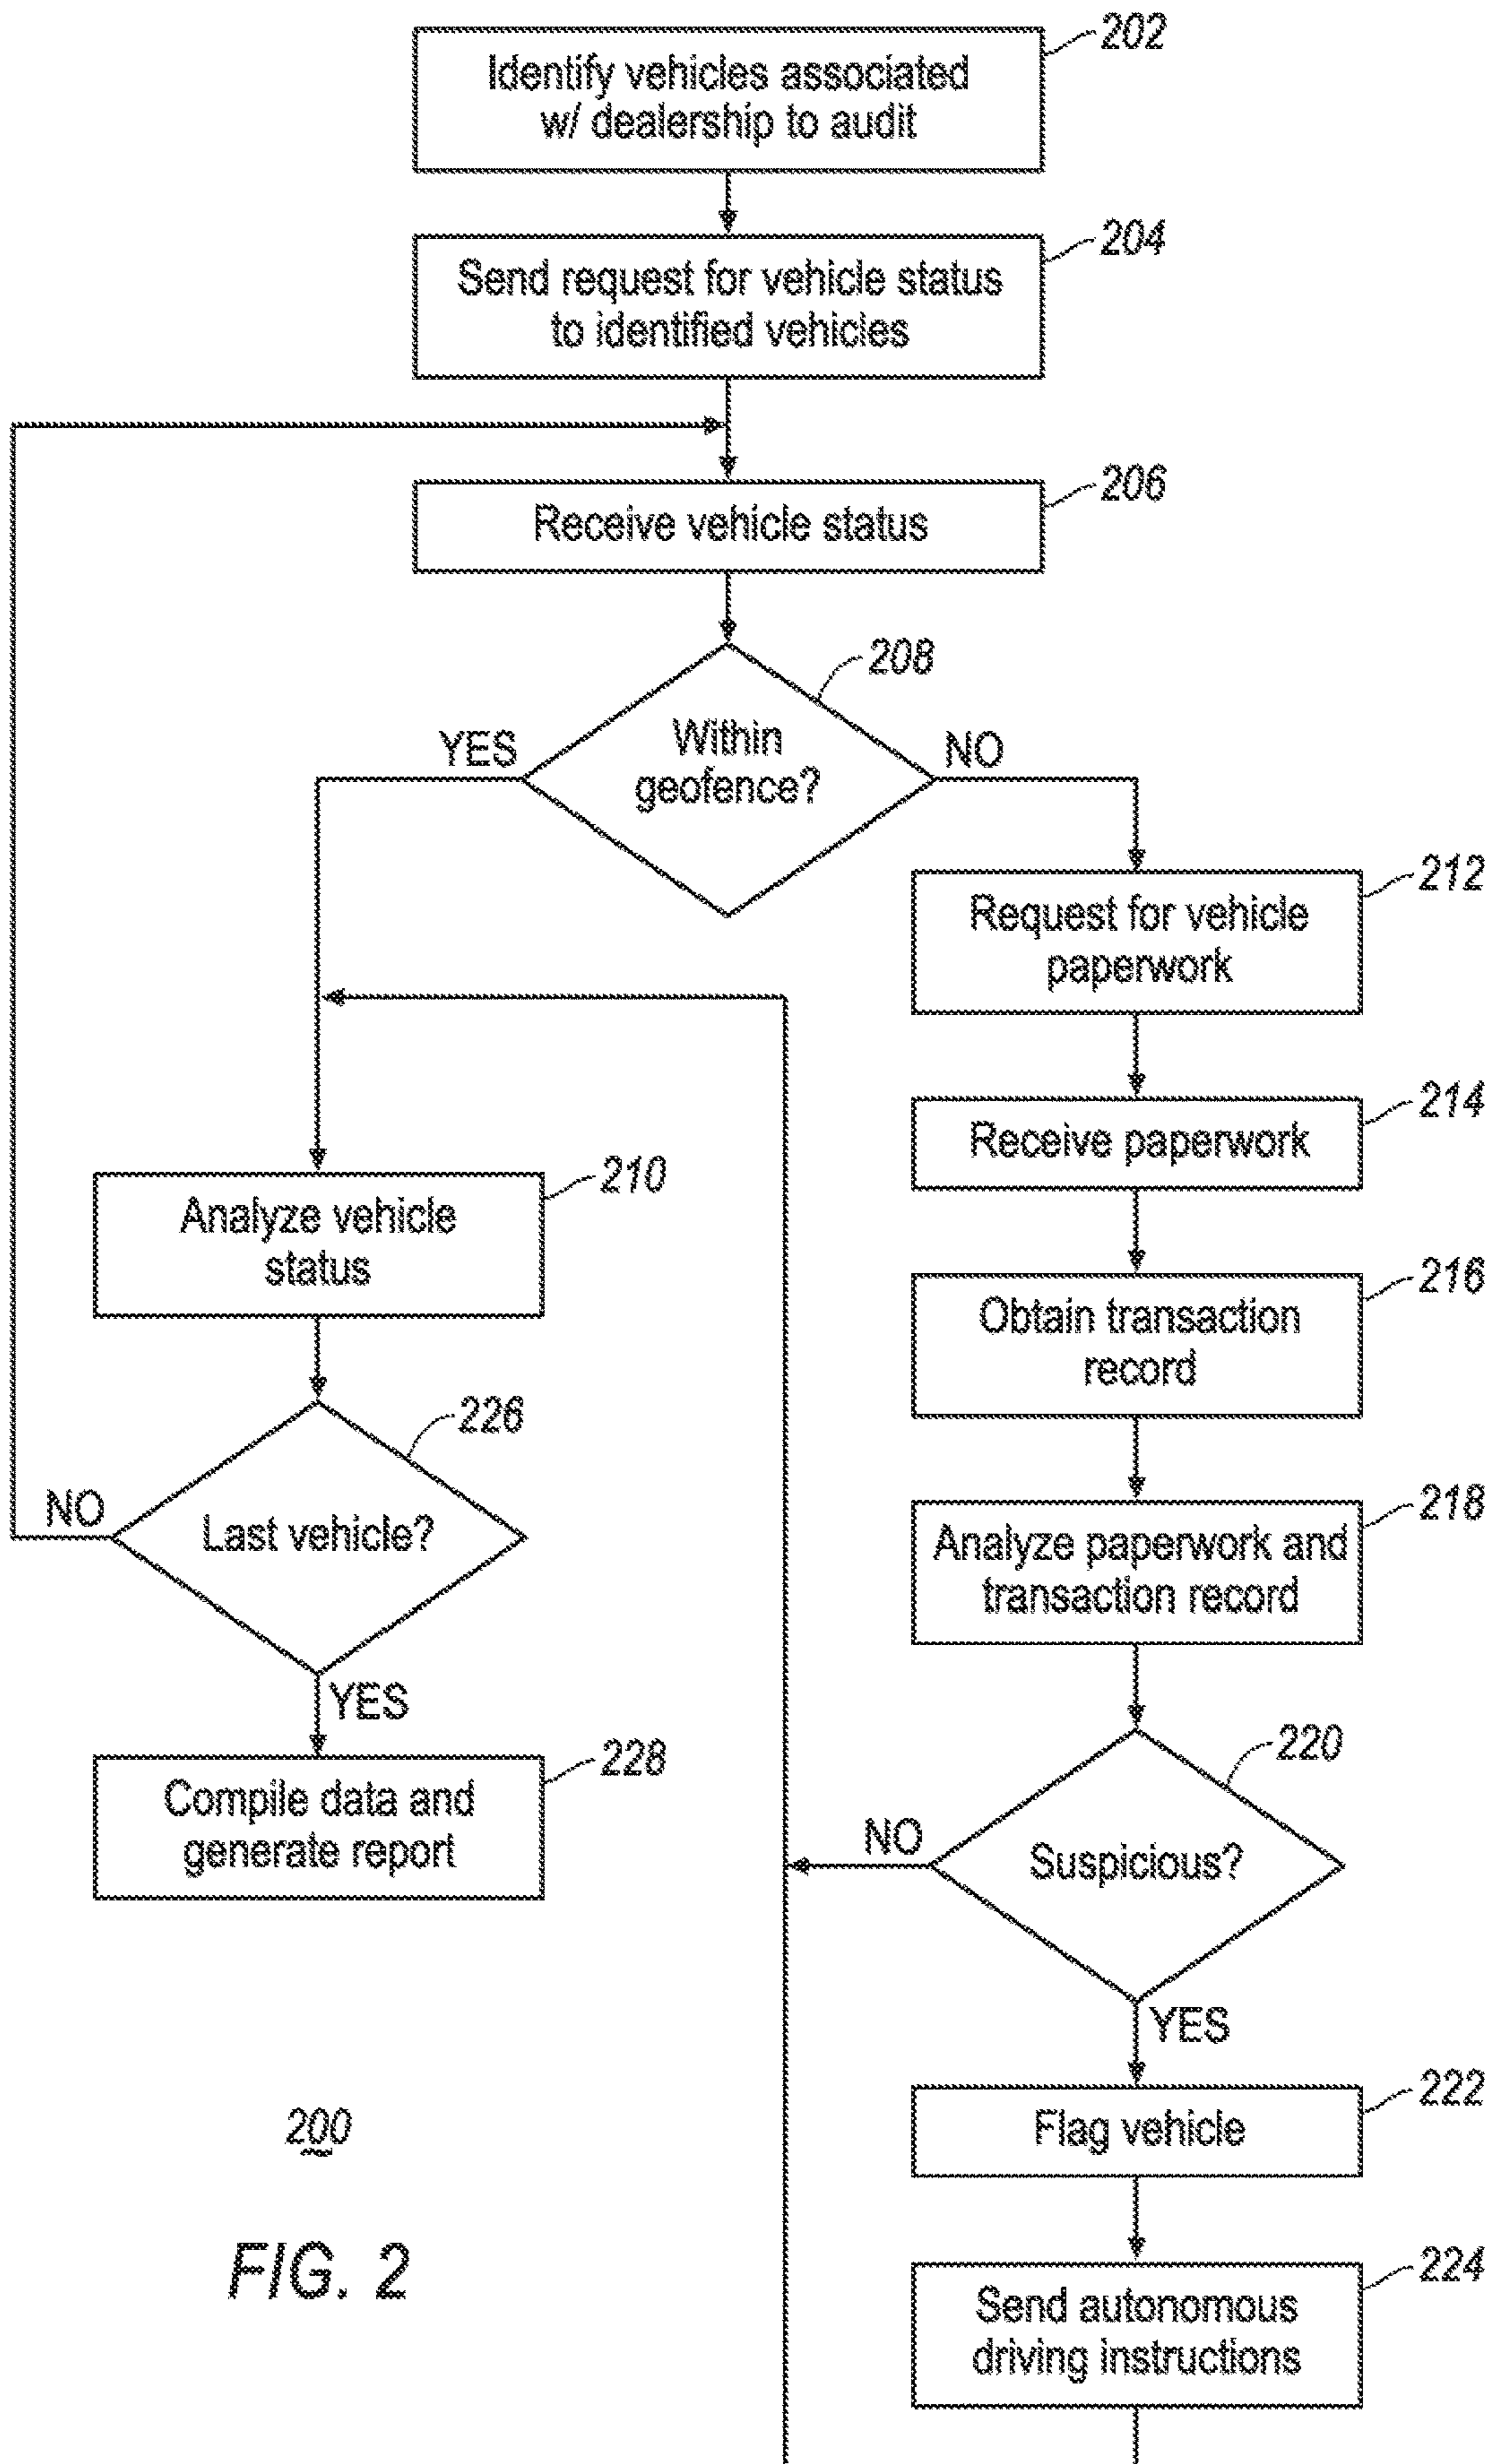 202
Identify vehicles associated
w/ dealership to audit
204
Send request for vehicle status
to identified vehicles
206
Receive vehicle status
208
Within
geofence?
YES
NO
212
Request for vehicle
paperwork
214
Receive paperwork
210
Analyze vehicle
status
216
Obtain transaction
record
226
Last vehicle?
NO
YES
218
Analyze paperwork and
transaction record
228
Compile data and
generate report
220
Suspicious?
NO
YES
222
Flag vehicle
224
Send autonomous
driving instructions
200
FIG. 2